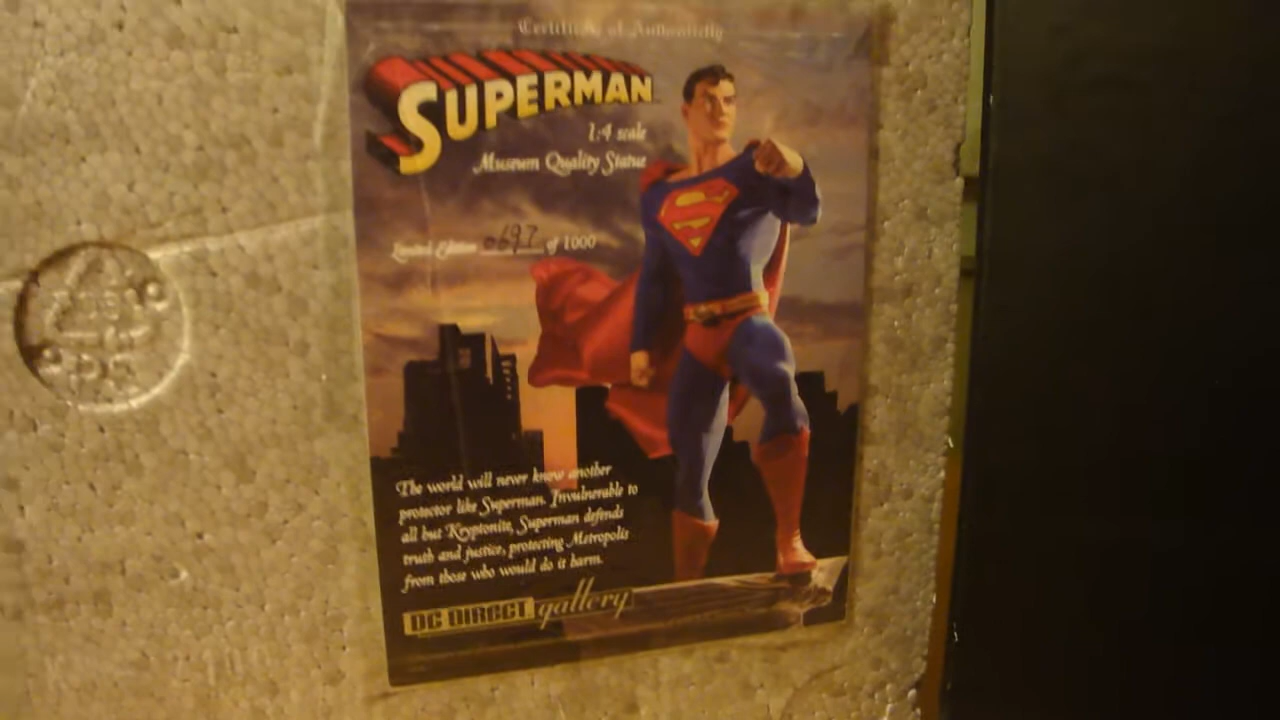 Certificate of Authenticity
SUPERMAN
1:4 scale
Museum Quality Statue
Limited Edition 0697 of 1000
The world will never know another
protector like Superman. Invulnerable to
all but Kryptonite, Superman defends
truth and justice, protecting Metropolis
from those who would do it harm.
DC DIRECT gallery
PS